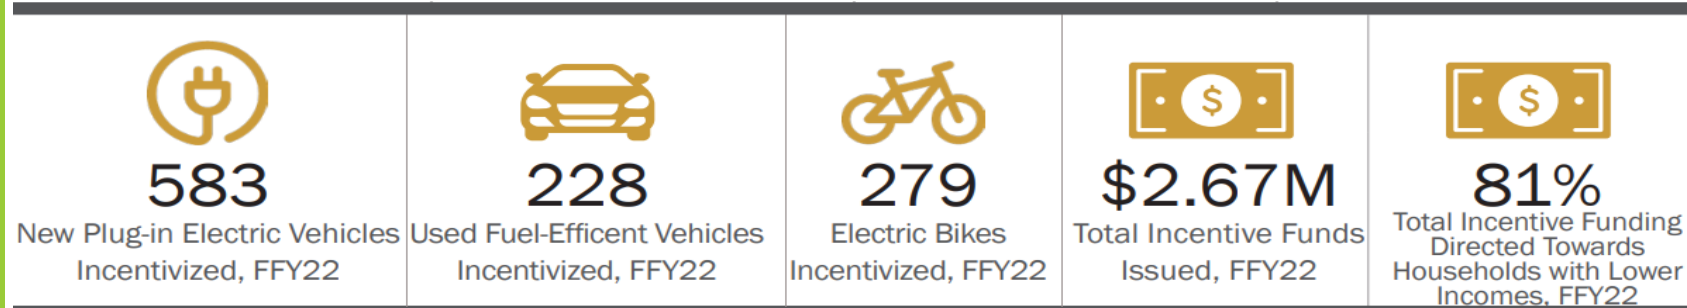 583
New Plug-in Electric Vehicles
Incentivized, FFY22
228
Used Fuel-Efficent Vehicles
Incentivized, FFY22
279
Electric Bikes
Incentivized, FFY22
$
$2.67M
Total Incentive Funds
Issued, FFY22
$
81%
Total Incentive Funding
Directed Towards
Households with Lower
Incomes, FFY22